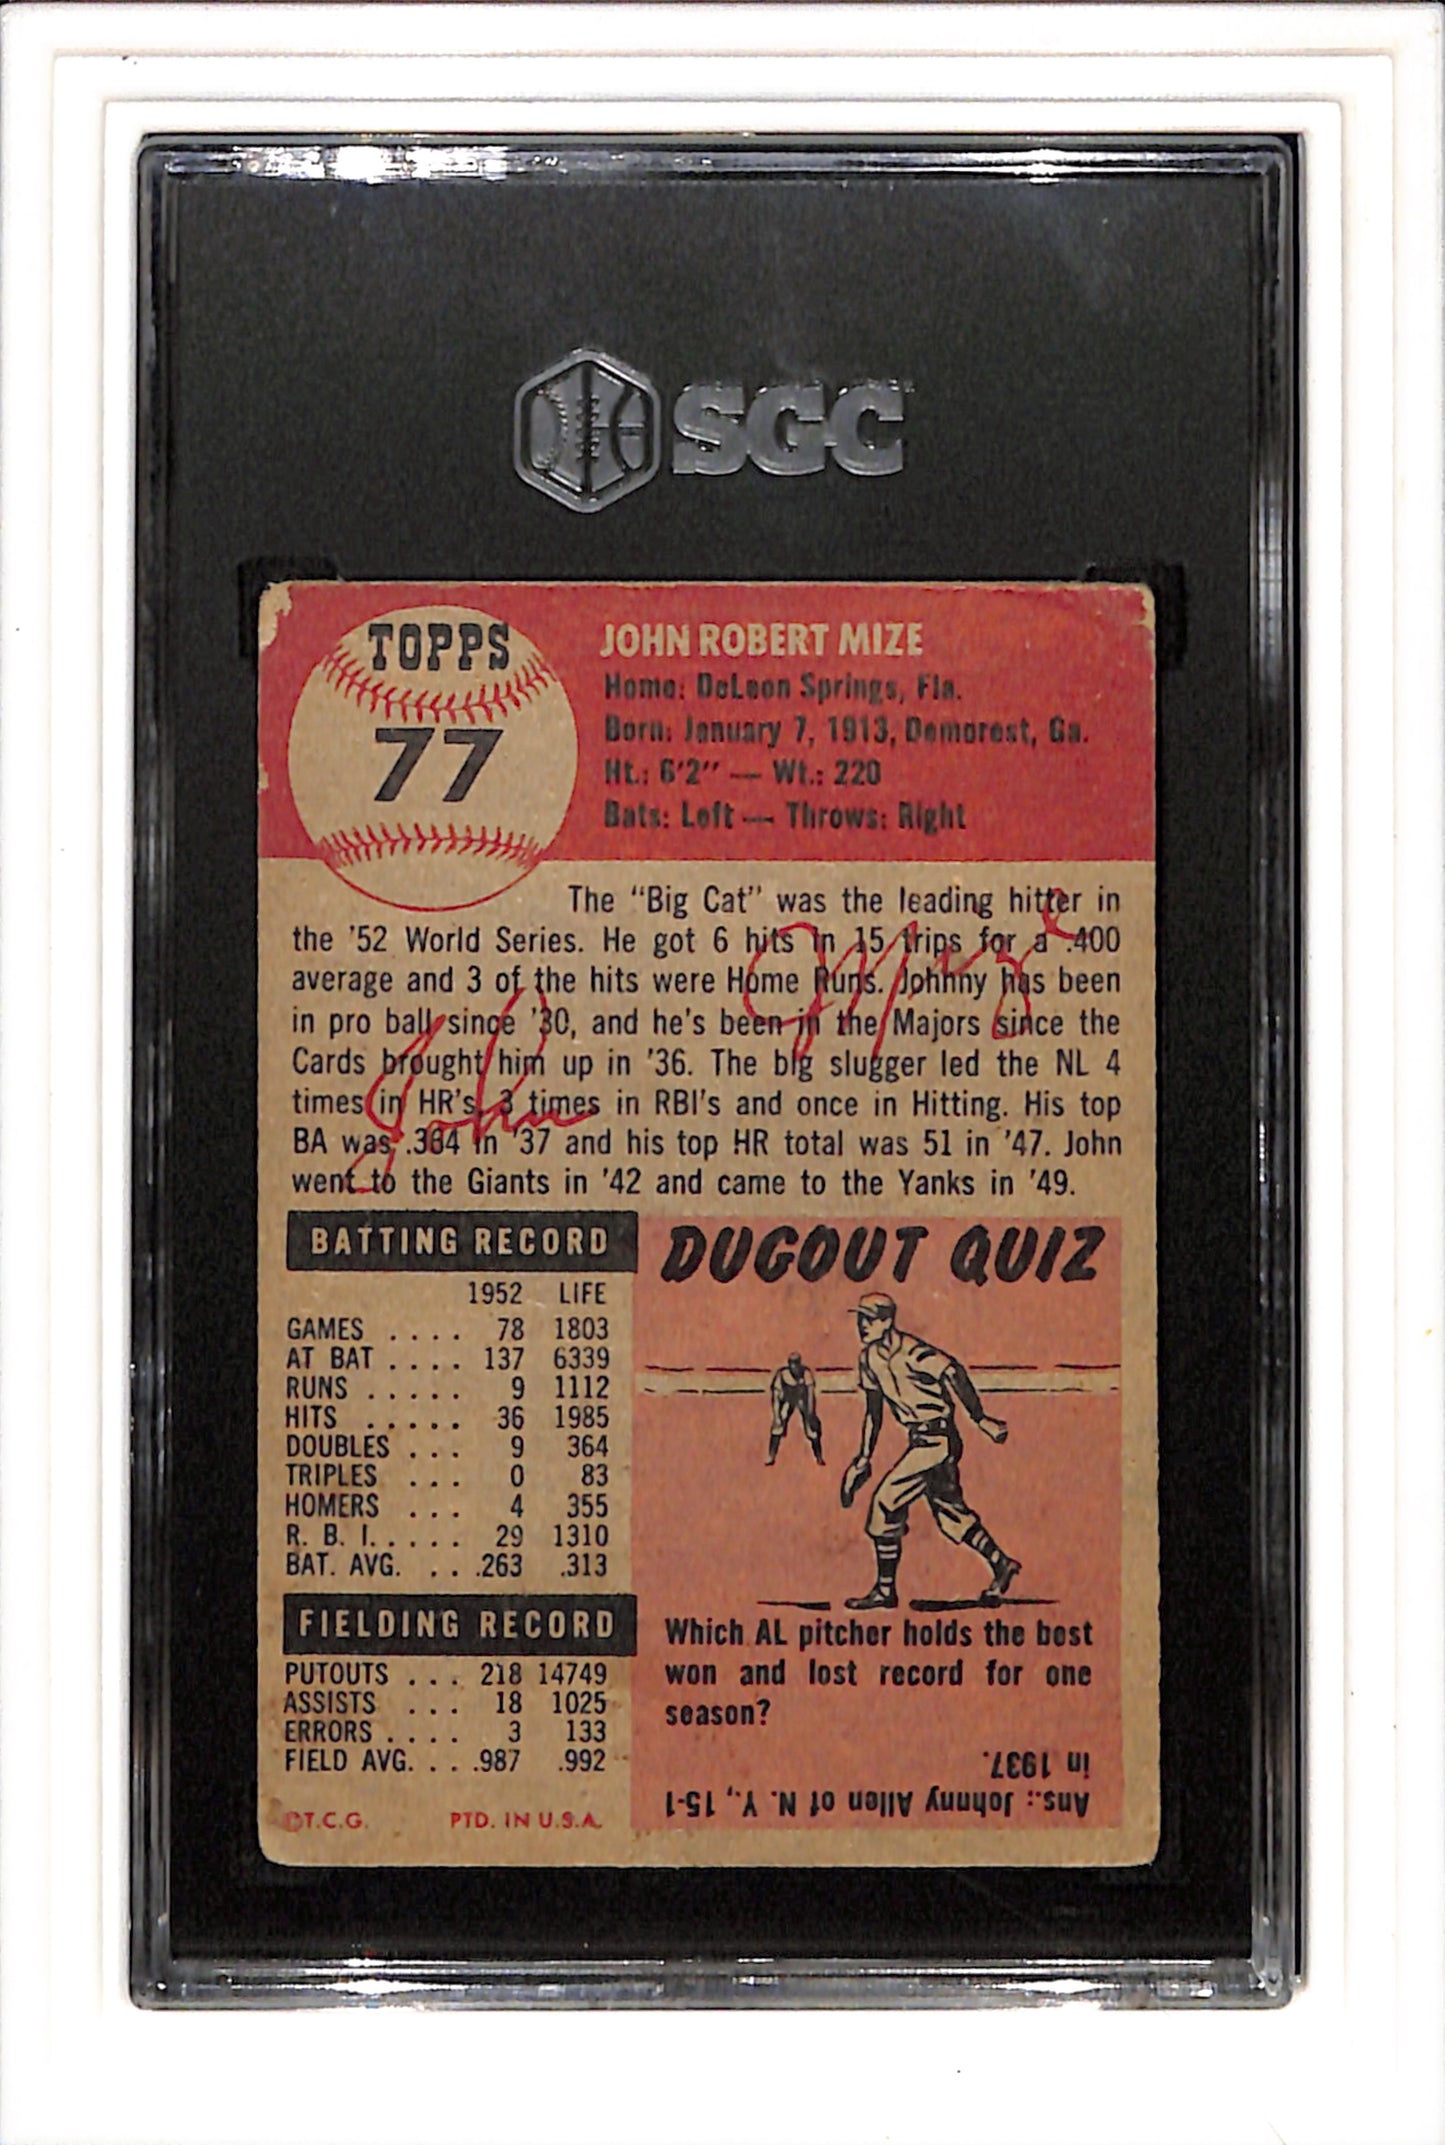 SGC
TOPPS
77
JOHN ROBERT MIZE
Home: DeLeon Springs, Fla.
Born: January 7, 1913, Demorest, Ga.
Ht.: 6'2" — Wt.: 220
Bats: Left — Throws: Right
The "Big Cat" was the leading hitter in
the '52 World Series. He got 6 hits in 15 trips for a .400
average and 3 of the hits were Home Runs. Johnny has been
in pro ball since '30, and he's been in the Majors since the
Cards brought him up in '36. The big slugger led the NL 4
times in HR's, 3 times in RBI's and once in Hitting. His top
BA was .364 in '37 and his top HR total was 51 in '47. John
went to the Giants in '42 and came to the Yanks in '49.
John Mize
BATTING RECORD
1952 LIFE
GAMES . . . . 78 1803
AT BAT . . . . 137 6339
RUNS . . . . . 9 1112
HITS . . . . . 36 1985
DOUBLES . . . 9 364
TRIPLES . . . 0 83
HOMERS . . . 4 355
R. B. I. . . . . 29 1310
BAT. AVG. . . . .263 .313
FIELDING RECORD
PUTOUTS . . . 218 14749
ASSISTS . . . 18 1025
ERRORS . . . . 3 133
FIELD AVG. . . . .987 .992
©T.C.G. PTD. IN U.S.A.
DUGOUT QUIZ
Which AL pitcher holds the best
won and lost record for one
season?
Ans.: Johnny Allen of N. Y., 15-1
in 1937.